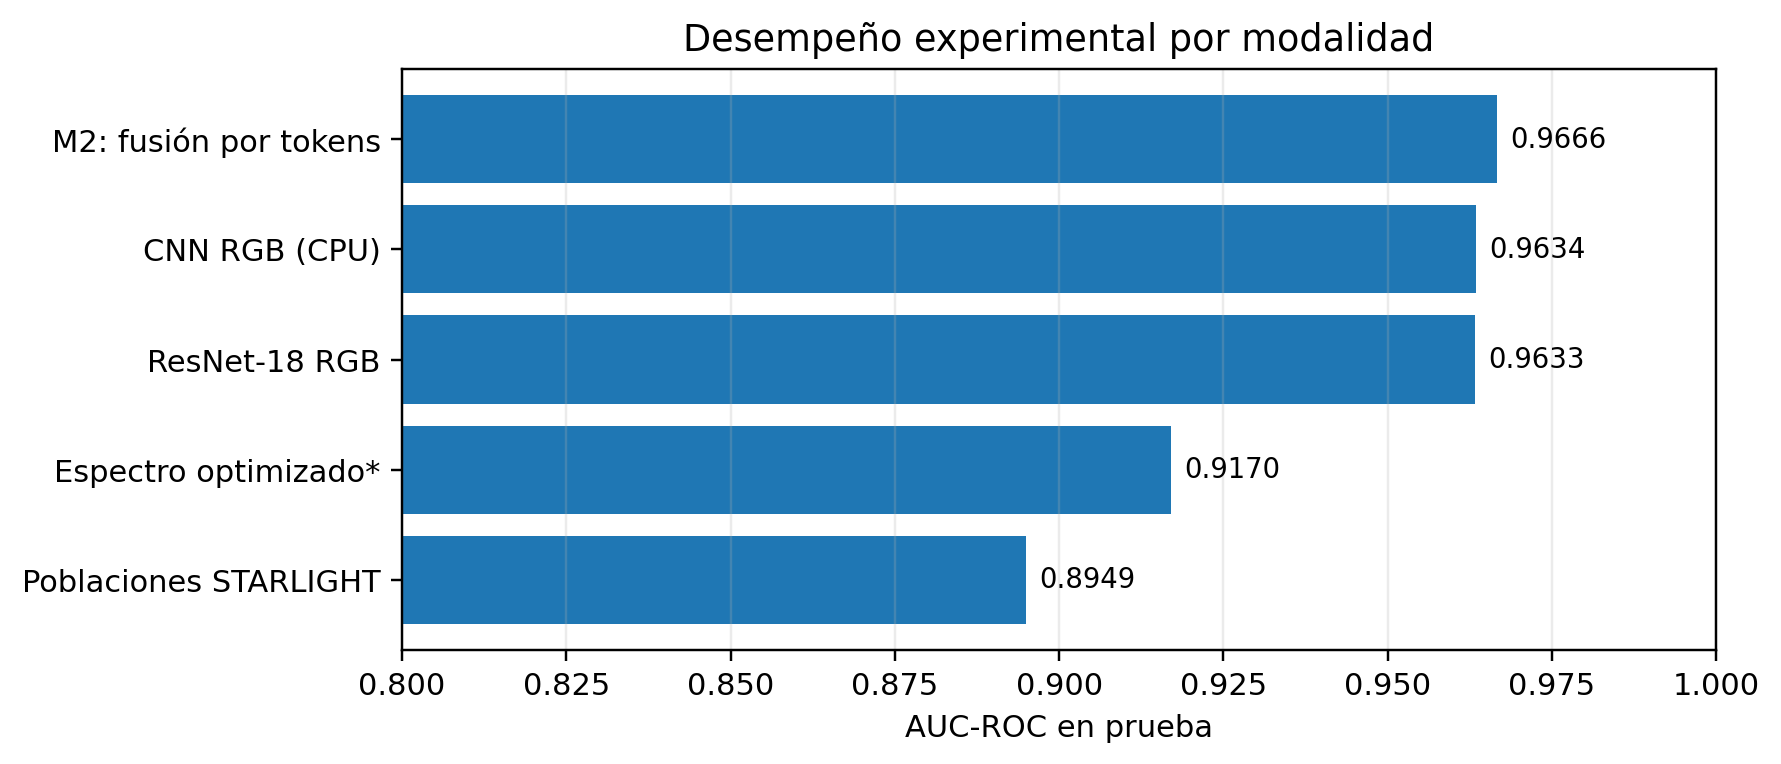 Desempeño experimental por modalidad
M2: fusión por tokens
0.9666
CNN RGB (CPU)
0.9634
ResNet-18 RGB
0.9633
Espectro optimizado*
0.9170
Poblaciones STARLIGHT
0.8949
0.800 0.825 0.850 0.875 0.900 0.925 0.950 0.975 1.000
AUC-ROC en prueba